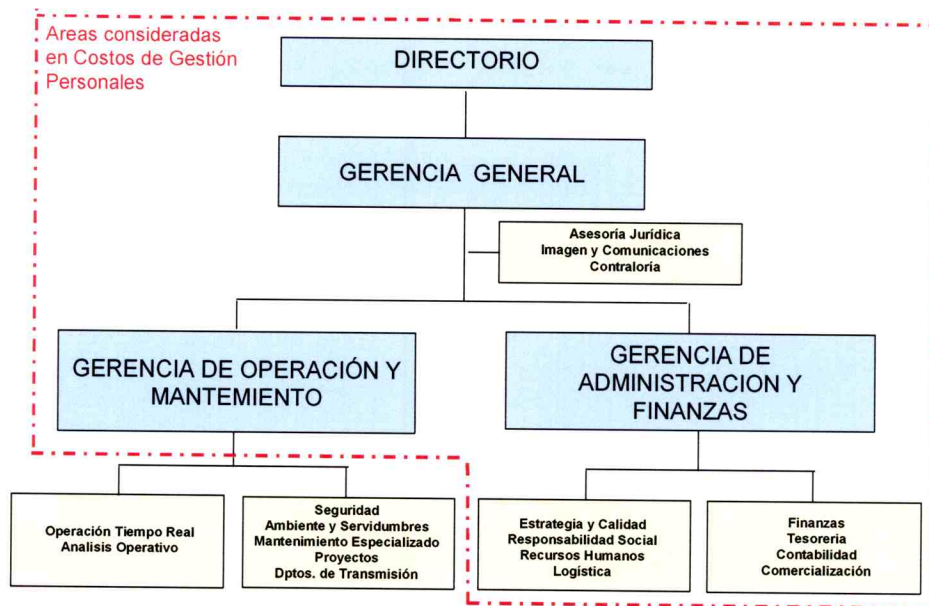 Areas consideradas
en Costos de Gestión
Personales
DIRECTORIO
GERENCIA GENERAL
Asesoría Jurídica
Imagen y Comunicaciones
Contraloría
GERENCIA DE OPERACIÓN Y
MANTEMIENTO
GERENCIA DE
ADMINISTRACION Y
FINANZAS
Operación Tiempo Real
Analisis Operativo
Seguridad
Ambiente y Servidumbres
Mantenimiento Especializado
Proyectos
Dptos. de Transmisión
Estrategia y Calidad
Responsabilidad Social
Recursos Humanos
Logística
Finanzas
Tesoreria
Contabilidad
Comercialización